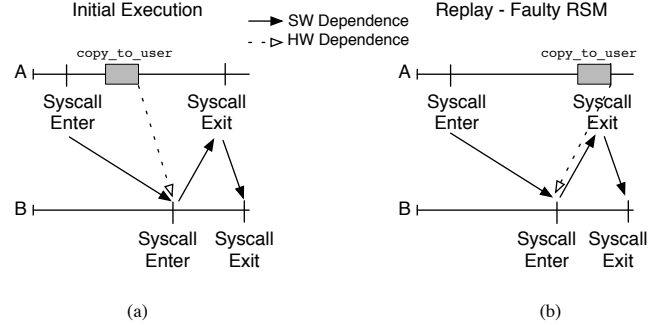 Initial Execution
SW Dependence
HW Dependence
Replay - Faulty RSM
copy_to_user
copy_to_user
A
Syscall
Enter
Syscall
Exit
A
Syscall
Enter
Syscall
Exit
B
Syscall
Enter
Syscall
Exit
B
Syscall
Enter
Syscall
Exit
(a)
(b)